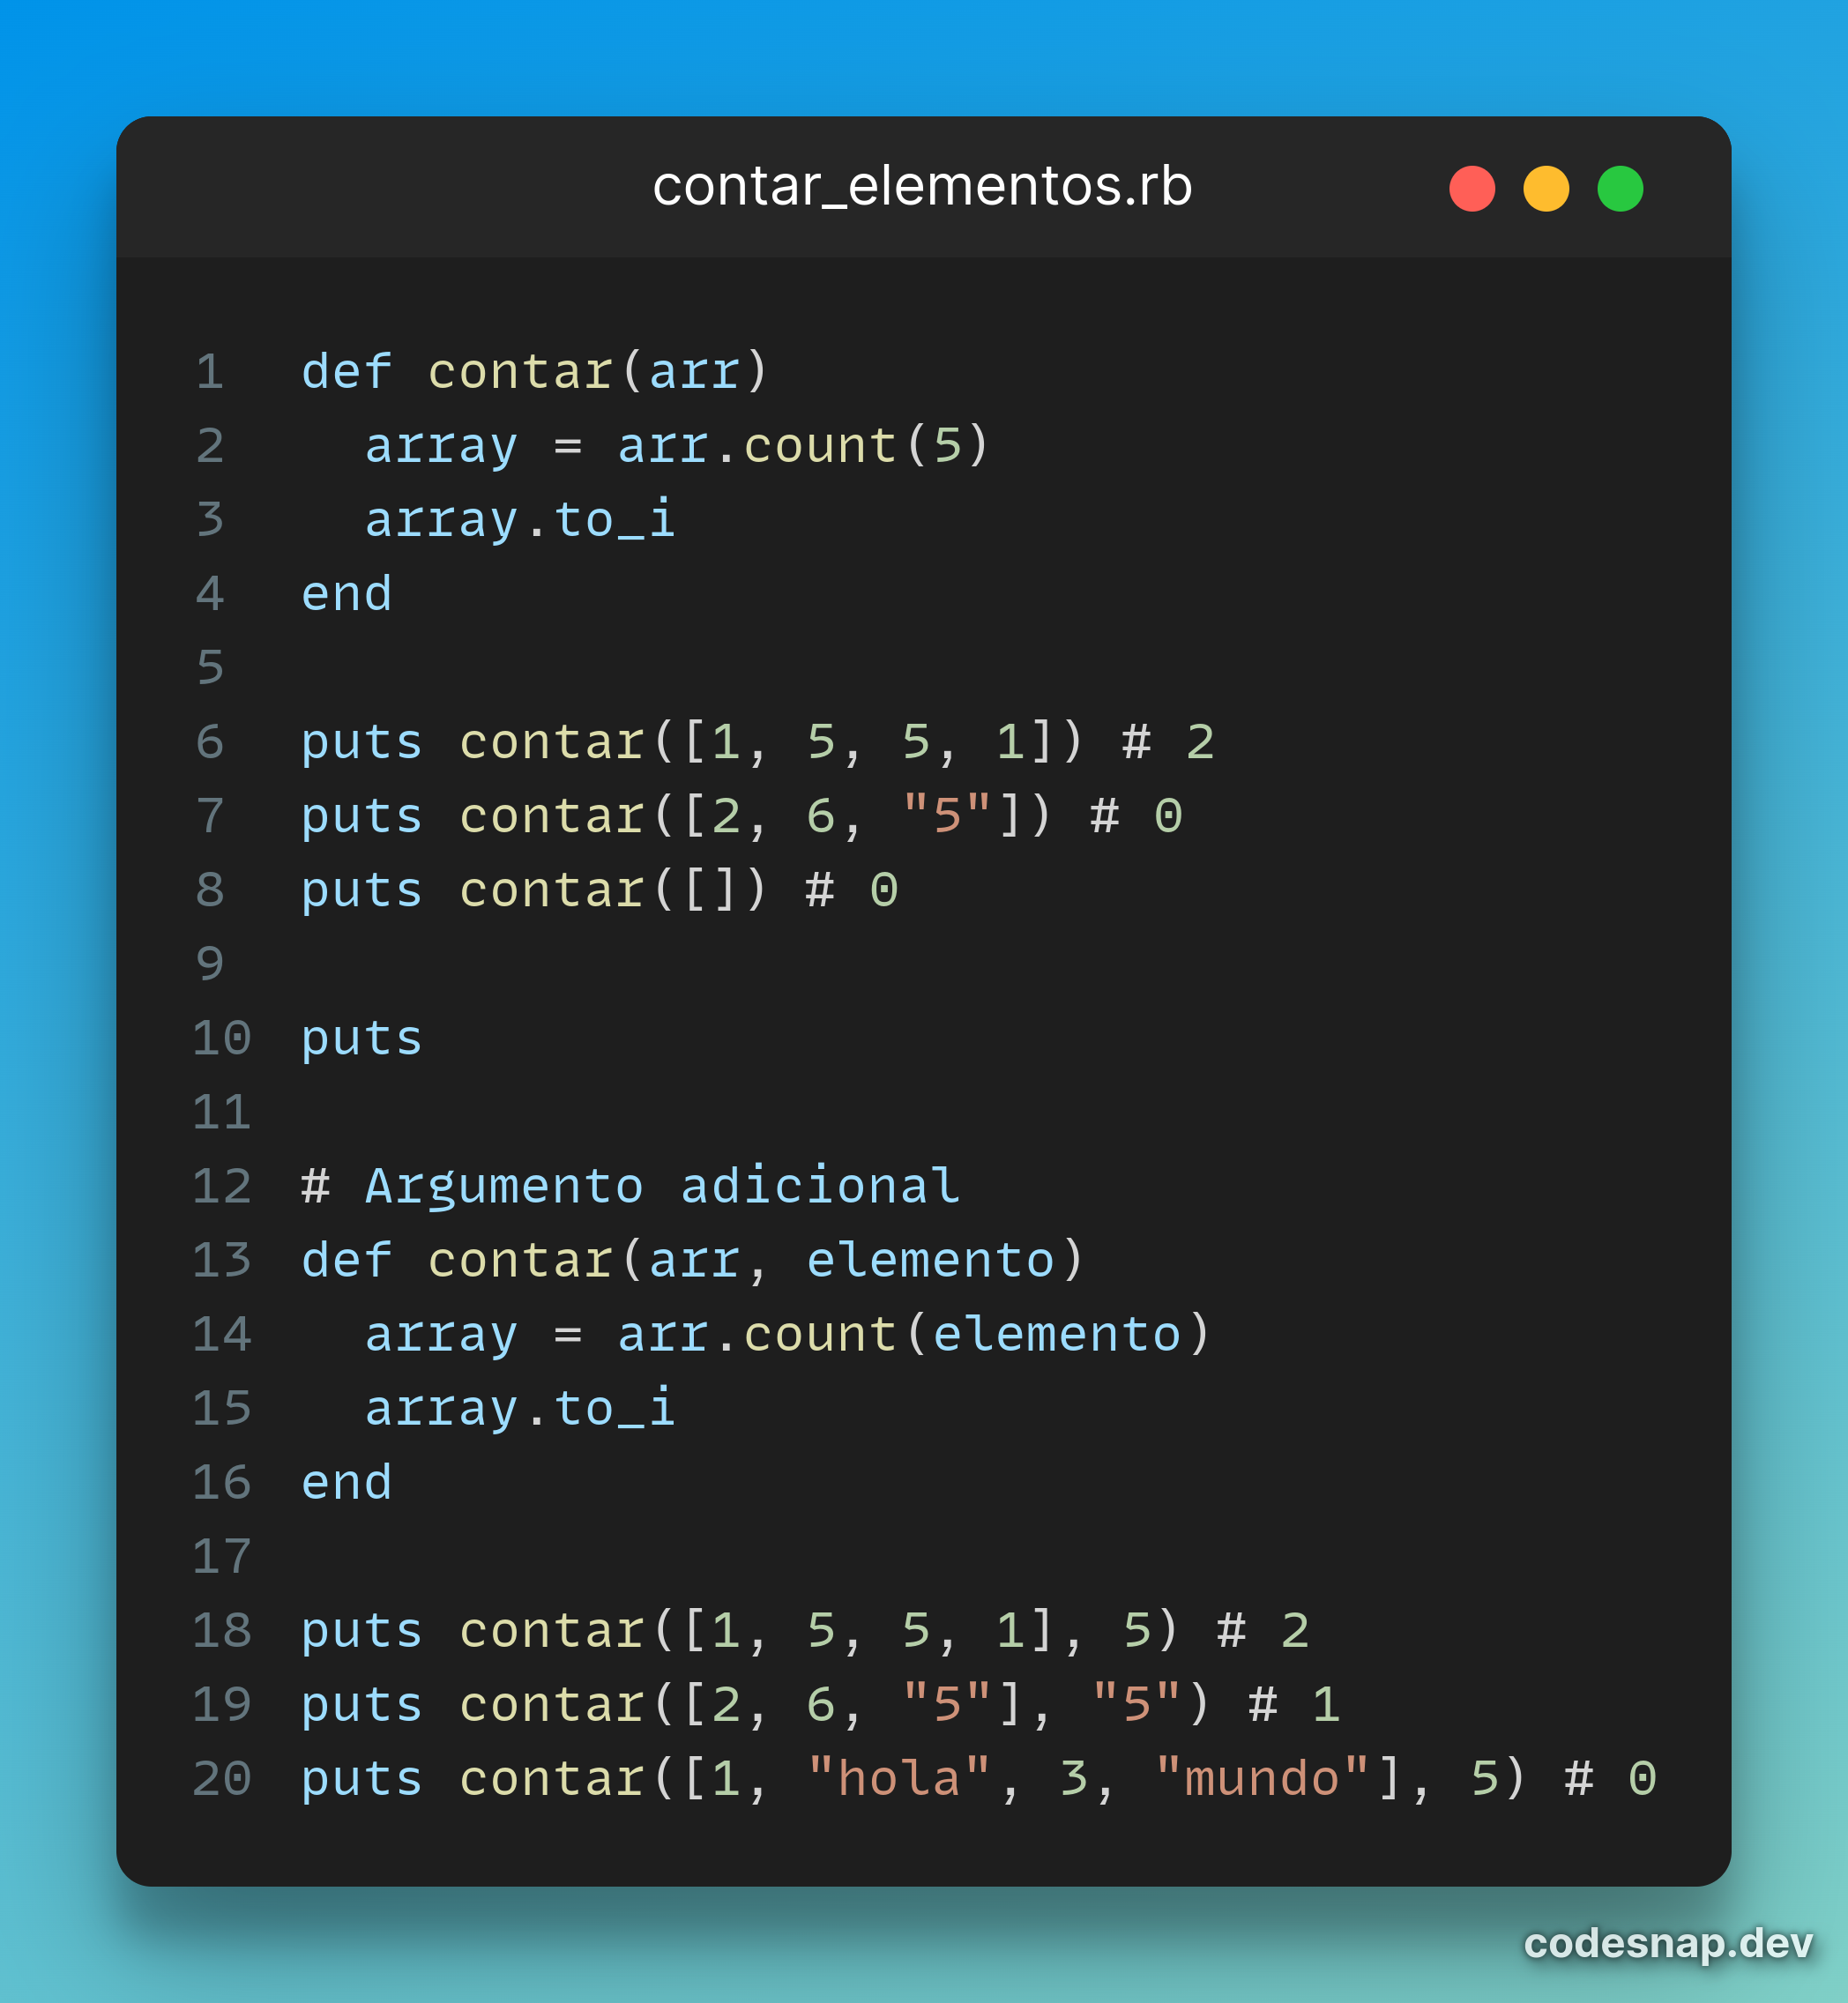 contar_elementos.rb
1 def contar(arr)
2   array = arr.count(5)
3   array.to_i
4 end
5
6 puts contar([1, 5, 5, 1]) # 2
7 puts contar([2, 6, "5"]) # 0
8 puts contar([]) # 0
9
10 puts
11
12 # Argumento adicional
13 def contar(arr, elemento)
14   array = arr.count(elemento)
15   array.to_i
16 end
17
18 puts contar([1, 5, 5, 1], 5) # 2
19 puts contar([2, 6, "5"], "5") # 1
20 puts contar([1, "hola", 3, "mundo"], 5) # 0
codesnap.dev